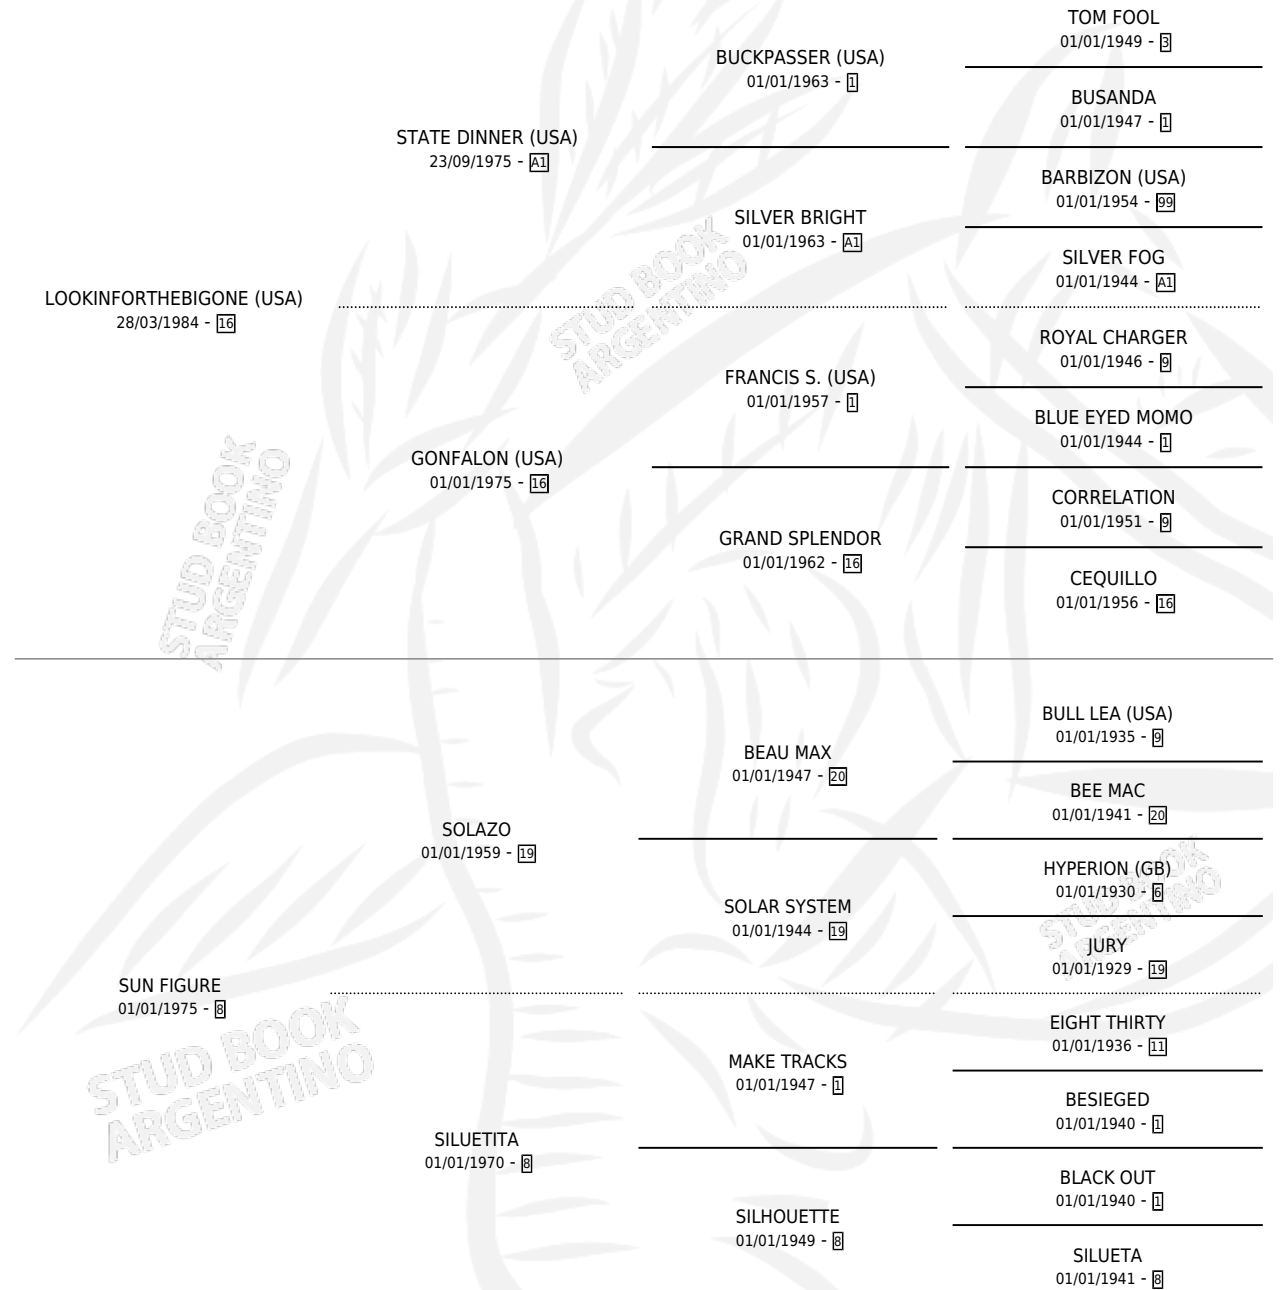 TOM FOOL
01/01/1949 - 3
BUCKPASSER (USA)
01/01/1963 - 1
BUSANDA
01/01/1947 - 1
STATE DINNER (USA)
23/09/1975 - A1
BARBIZON (USA)
01/01/1954 - 99
SILVER BRIGHT
01/01/1963 - A1
SILVER FOG
01/01/1944 - A1
LOOKINFORTHEBIGONE (USA)
28/03/1984 - 16
STUD BOOK
ARGENTINO
ROYAL CHARGER
01/01/1946 - 9
FRANCIS S. (USA)
01/01/1957 - 1
BLUE EYED MOMO
01/01/1944 - 1
GONFALON (USA)
01/01/1975 - 16
CORRELATION
01/01/1951 - 9
GRAND SPLENDOR
01/01/1962 - 16
CEQUILLO
01/01/1956 - 16
STUD BOOK
ARGENTINO
BULL LEA (USA)
01/01/1935 - 9
BEAU MAX
01/01/1947 - 20
BEE MAC
01/01/1941 - 20
SOLAZO
01/01/1959 - 19
HYPERION (GB)
01/01/1930 - 6
SOLAR SYSTEM
01/01/1944 - 19
STUD BOOK
ARGENTINO
JURY
01/01/1929 - 19
SUN FIGURE
01/01/1975 - 8
STUD BOOK
ARGENTINO
EIGHT THIRTY
01/01/1936 - 11
MAKE TRACKS
01/01/1947 - 1
BESIEGED
01/01/1940 - 1
SILUETITA
01/01/1970 - 8
BLACK OUT
01/01/1940 - 1
SILHOUETTE
01/01/1949 - 8
SILUETA
01/01/1941 - 8